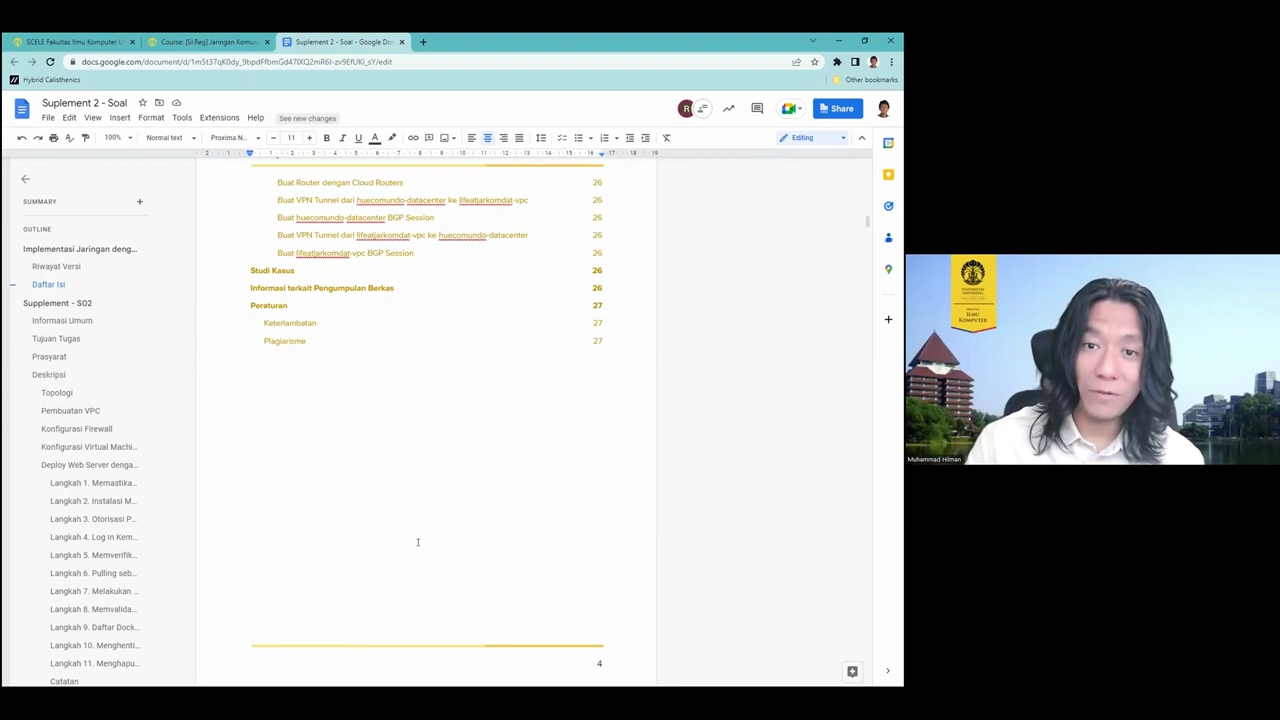 SCELE Fakultas Ilmu Komputer U
Course: [SI.Reg] Jaringan Komun
Suplement 2 - Soal - Google Do
docs.google.com/document/d/
/edit
Hybrid Calisthenics
Other bookmarks
Suplement 2 - Soal
File Edit View Insert Format Tools Extensions Help
See new changes
Share
100%
Normal text
Proxima N...
11
Editing
SUMMARY
OUTLINE
Implementasi Jaringan deng...
Riwayat Versi
Daftar Isi
Supplement - S02
Informasi Umum
Tujuan Tugas
Prasyarat
Deskripsi
Topologi
Pembuatan VPC
Konfigurasi Firewall
Konfigurasi Virtual Machi...
Deploy Web Server denga...
Langkah 1. Memastika...
Langkah 2. Instalasi M...
Langkah 3. Otorisasi P...
Langkah 4. Log In Kem...
Langkah 5. Memverifik...
Langkah 6. Pulling seb...
Langkah 7. Melakukan ...
Langkah 8. Memvalida...
Langkah 9. Daftar Dock...
Langkah 10. Menghenti...
Langkah 11. Menghapu...
Catatan
Buat Router dengan Cloud Routers 26
Buat VPN Tunnel dari huecomundo-datacenter ke lifeatjarkomdat-vpc 26
Buat huecomundo-datacenter BGP Session 26
Buat VPN Tunnel dari lifeatjarkomdat-vpc ke huecomundo-datacenter 26
Buat lifeatjarkomdat-vpc BGP Session 26
Studi Kasus 26
Informasi terkait Pengumpulan Berkas 26
Peraturan 27
Keterlambatan 27
Plagiarisme 27
4
UNIVERSITAS
INDONESIA
ILMU
KOMPUTER
Muhammad Hilman